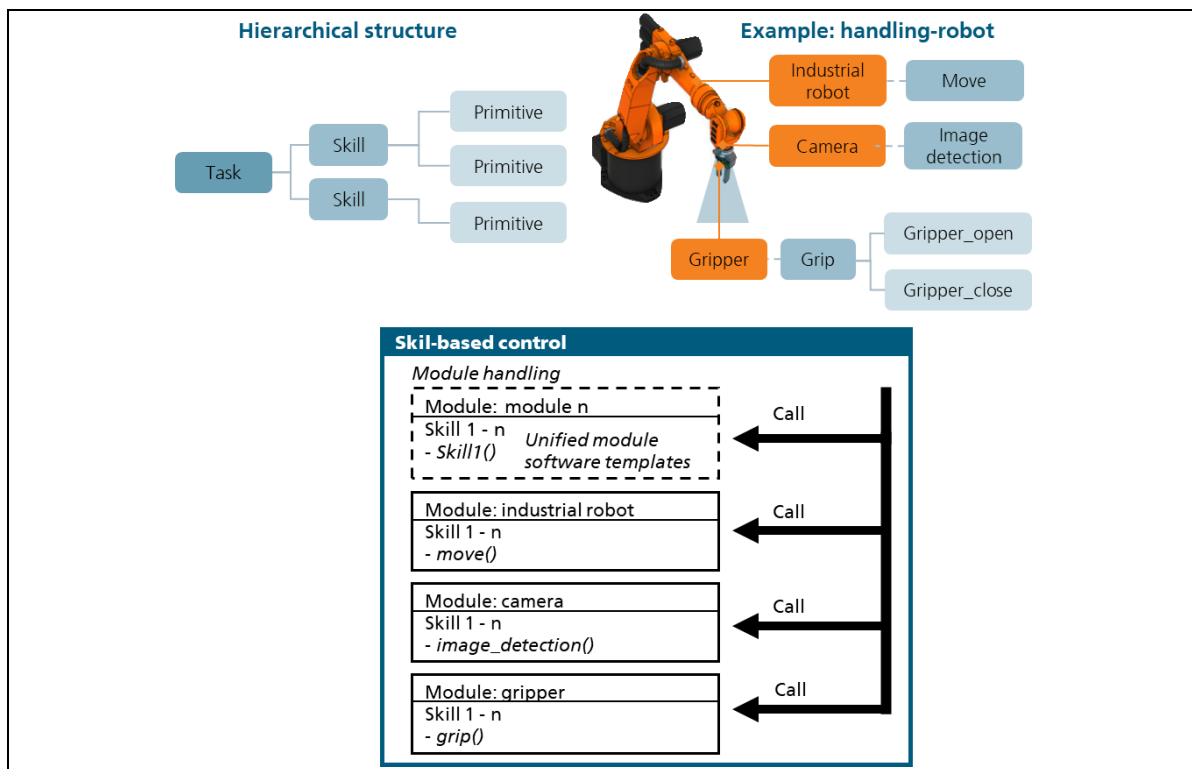 Hierarchical structure
Example: handling-robot
Task
Skill
Skill
Primitive
Primitive
Primitive
Industrial
robot
Move
Camera
Image
detection
Gripper
Grip
Gripper_open
Gripper_close
Skil-based control
Module handling
Module: module n
Skill 1 - n
- Skill1()
Unified module
software templates
Call
Module: industrial robot
Skill 1 - n
- move()
Call
Module: camera
Skill 1 - n
- image_detection()
Call
Module: gripper
Skill 1 - n
- grip()
Call